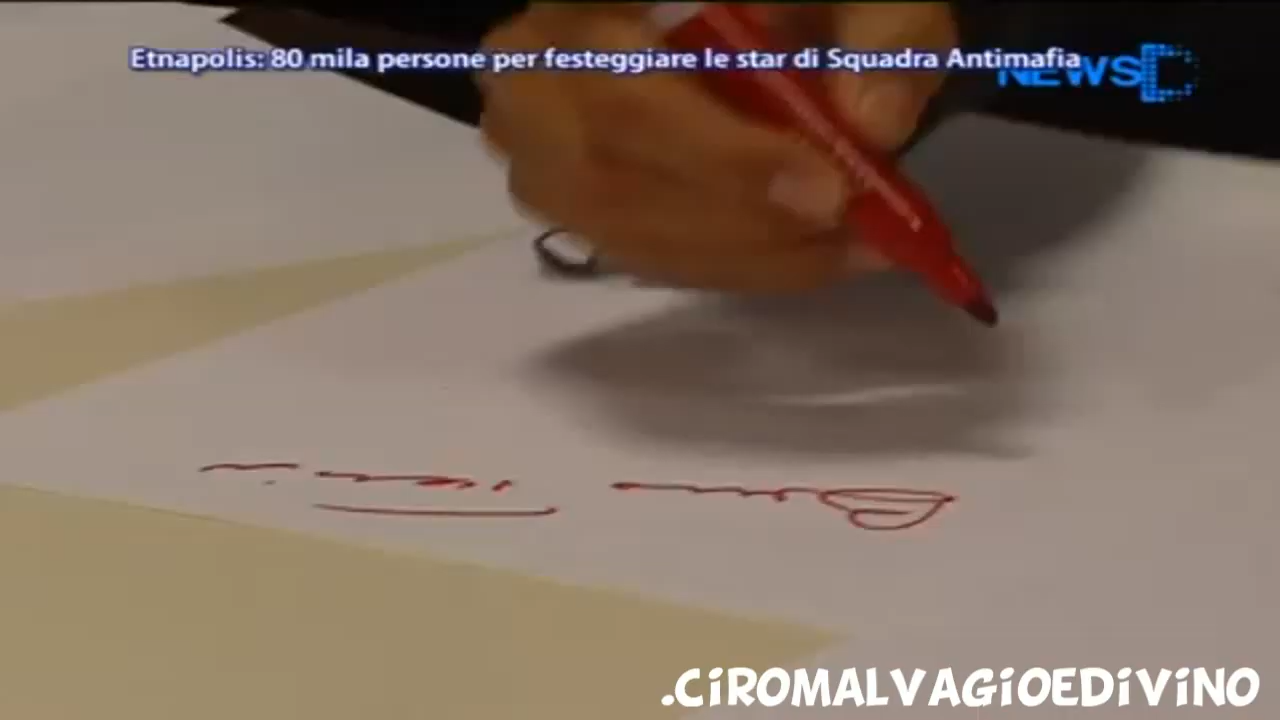 Etnapolis: 80 mila persone per festeggiare le star di Squadra Antimafia
NEWS D
.CIROMALVAGIOEDIVINO